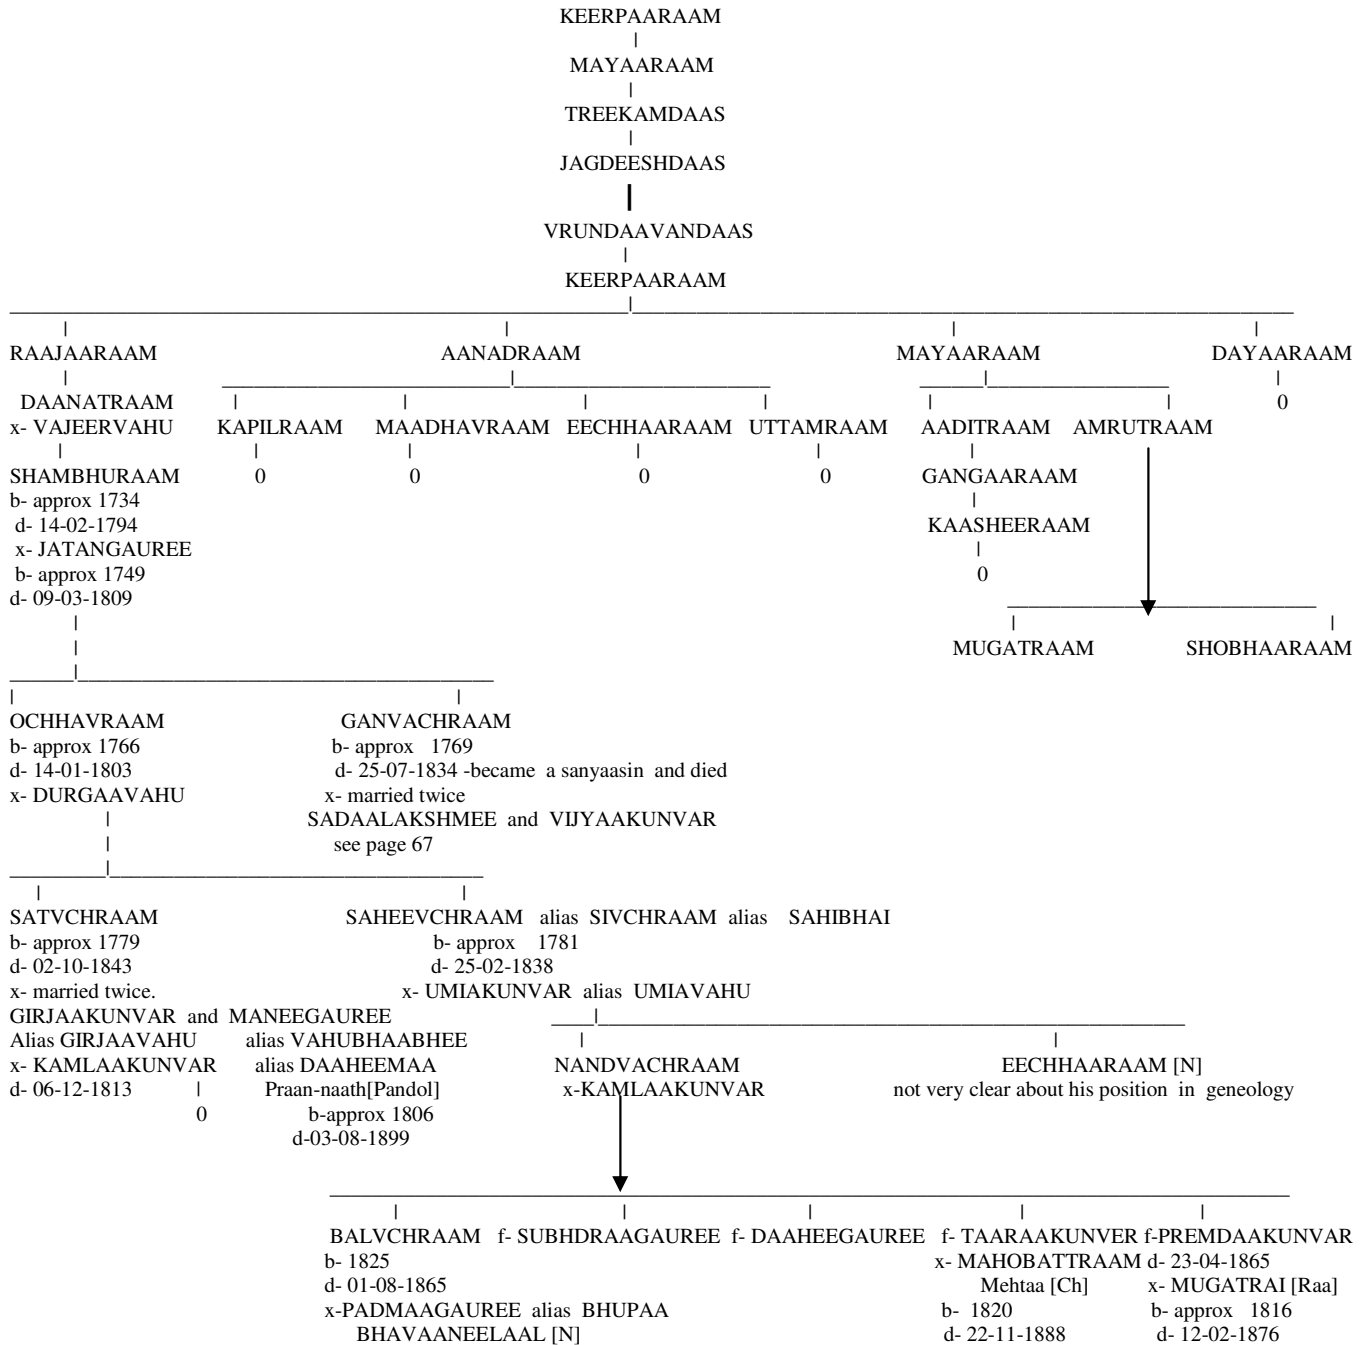 KEERPAARAAM
MAYAARAAM
TREEKAMDAAS
JAGDEESHDAAS
VRUNDAAVANDAAS
KEERPAARAAM
RAAJAARAAM AANADRAAM MAYAARAAM DAYAARAAM
DAANATRAAM 0
x- VAJEERVAHU KAPILRAAM MAADHAVRAAM EECHHAARAAM UTTAMRAAM AADITRAAM AMRUTRAAM
SHAMBHURAAM 0 0 0 0 GANGAARAAM
b- approx 1734
d- 14-02-1794 KAASHEERAAM
x- JATANGAUREE
b- approx 1749 0
d- 09-03-1809
MUGATRAAM SHOBHAARAAM
OCHHAVRAAM GANVACHRAAM
b- approx 1766 b- approx 1769
d- 14-01-1803 d- 25-07-1834 -became a sanyaasin and died
x- DURGAAVAHU x- married twice
SADAALAKSHMEE and VIJYAAKUNVAR
see page 67
SATVCHRAAM SAHEEVCHRAAM alias SIVCHRAAM alias SAHIBHAI
b- approx 1779 b- approx 1781
d- 02-10-1843 d- 25-02-1838
x- married twice. x- UMIAKUNVAR alias UMIAVAHU
GIRJAAKUNVAR and MANEEGAUREE
Alias GIRJAAVAHU alias VAHUBHAABHEE
x- KAMLAAKUNVAR alias DAAHEEMAA NANDVACHRAAM EECHHAARAAM [N]
d- 06-12-1813 Praan-naath[Pandol] x-KAMLAAKUNVAR not very clear about his position in geneology
0 b-approx 1806
d-03-08-1899
BALVCHRAAM f- SUBHDRAAGAUREE f- DAAHEEGAUREE f- TAARAAKUNVER f-PREMDAAKUNVAR
b- 1825 x- MAHOBATTRAAM d- 23-04-1865
d- 01-08-1865 Mehtaa [Ch] x- MUGATRAI [Raa]
x-PADMAAGAUREE alias BHUPAA b- 1820 b- approx 1816
BHAVAANEELAAL [N] d- 22-11-1888 d- 12-02-1876